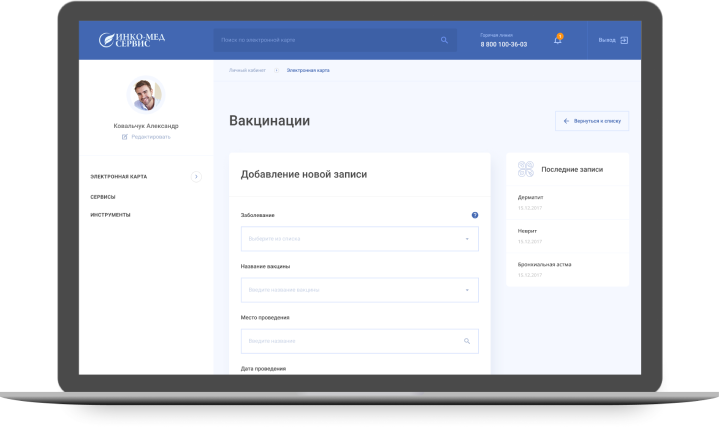 ИНКО-МЕД
СЕРВИС
Поиск по электронной карте
Горячая линия
8 800 100-36-03
1
Выход
Личный кабинет
Электронная карта
Ковальчук Александр
Редактировать
ЭЛЕКТРОННАЯ КАРТА
СЕРВИСЫ
ИНСТРУМЕНТЫ
Вакцинации
Вернуться к списку
Добавление новой записи
Заболевание
?
Выберите из списка
Название вакцины
Введите название вакцины
Место проведения
Введите название
Дата проведения
Последние записи
Дерматит
15.12.2017
Неврит
15.12.2017
Бронхиальная астма
15.12.2017